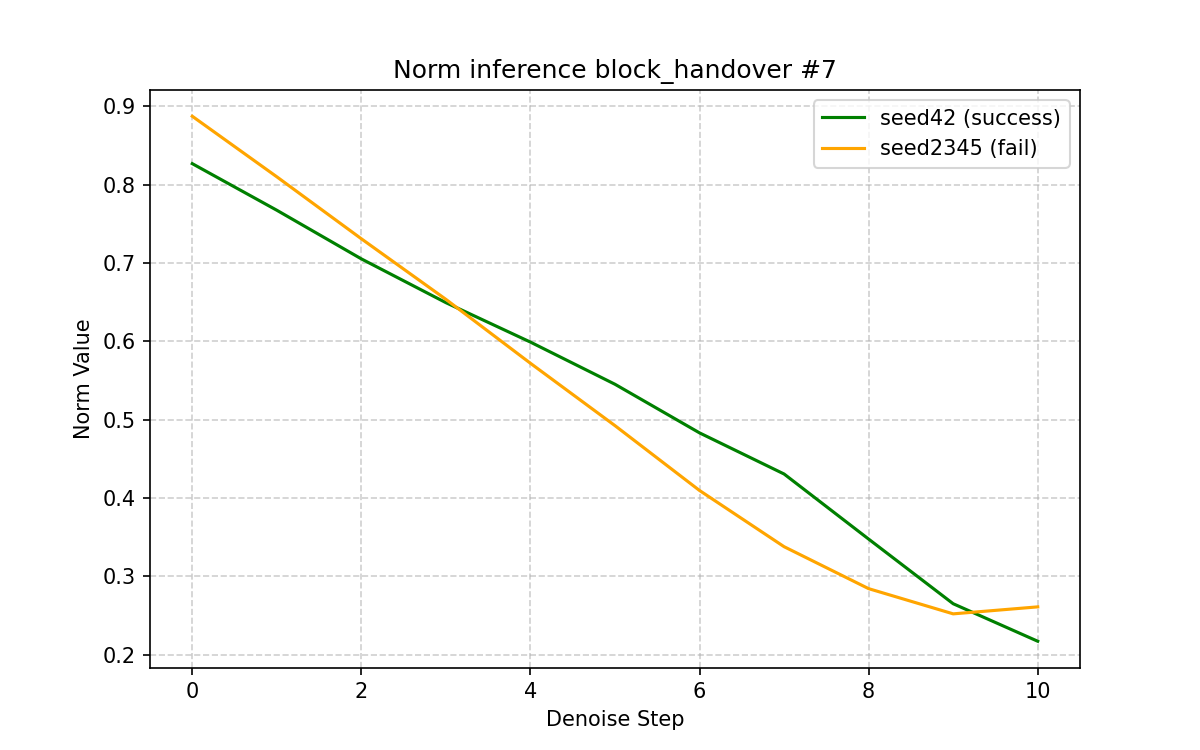 Norm inference block_handover #7
seed42 (success)
seed2345 (fail)
Norm Value
0.9
0.8
0.7
0.6
0.5
0.4
0.3
0.2
0 2 4 6 8 10
Denoise Step